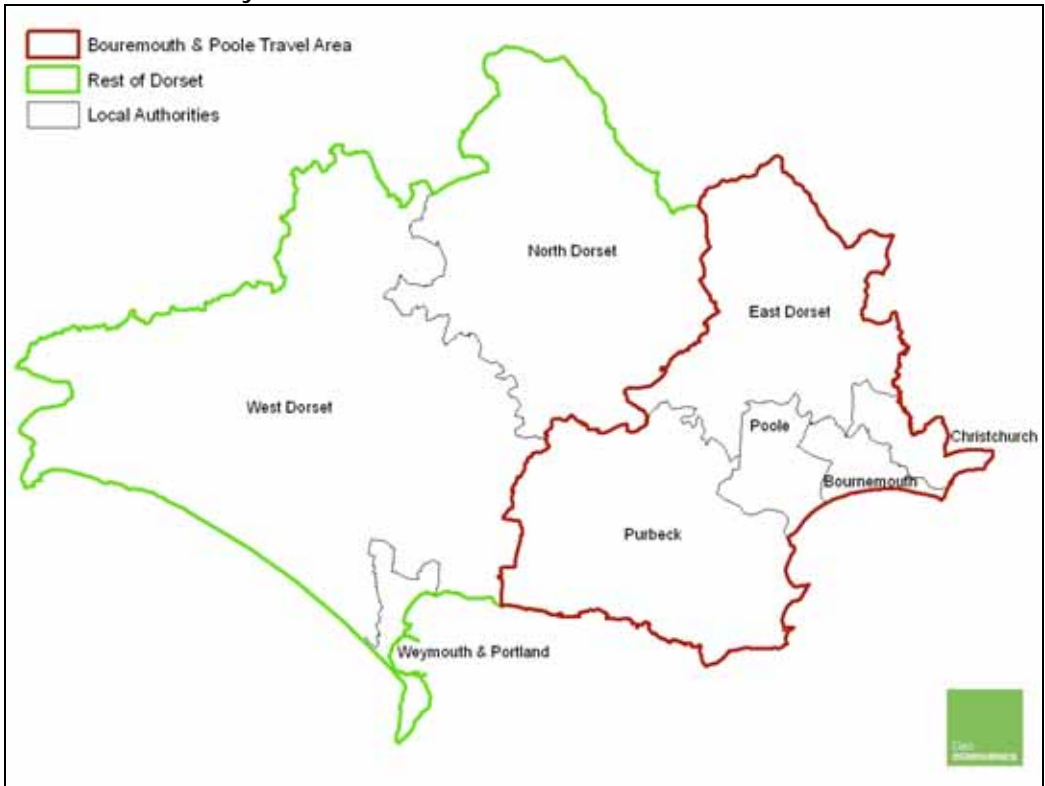 Bouremouth & Poole Travel Area
Rest of Dorset
Local Authorities
North Dorset
East Dorset
West Dorset
Poole
Christchurch
Bournemouth
Purbeck
Weymouth & Portland